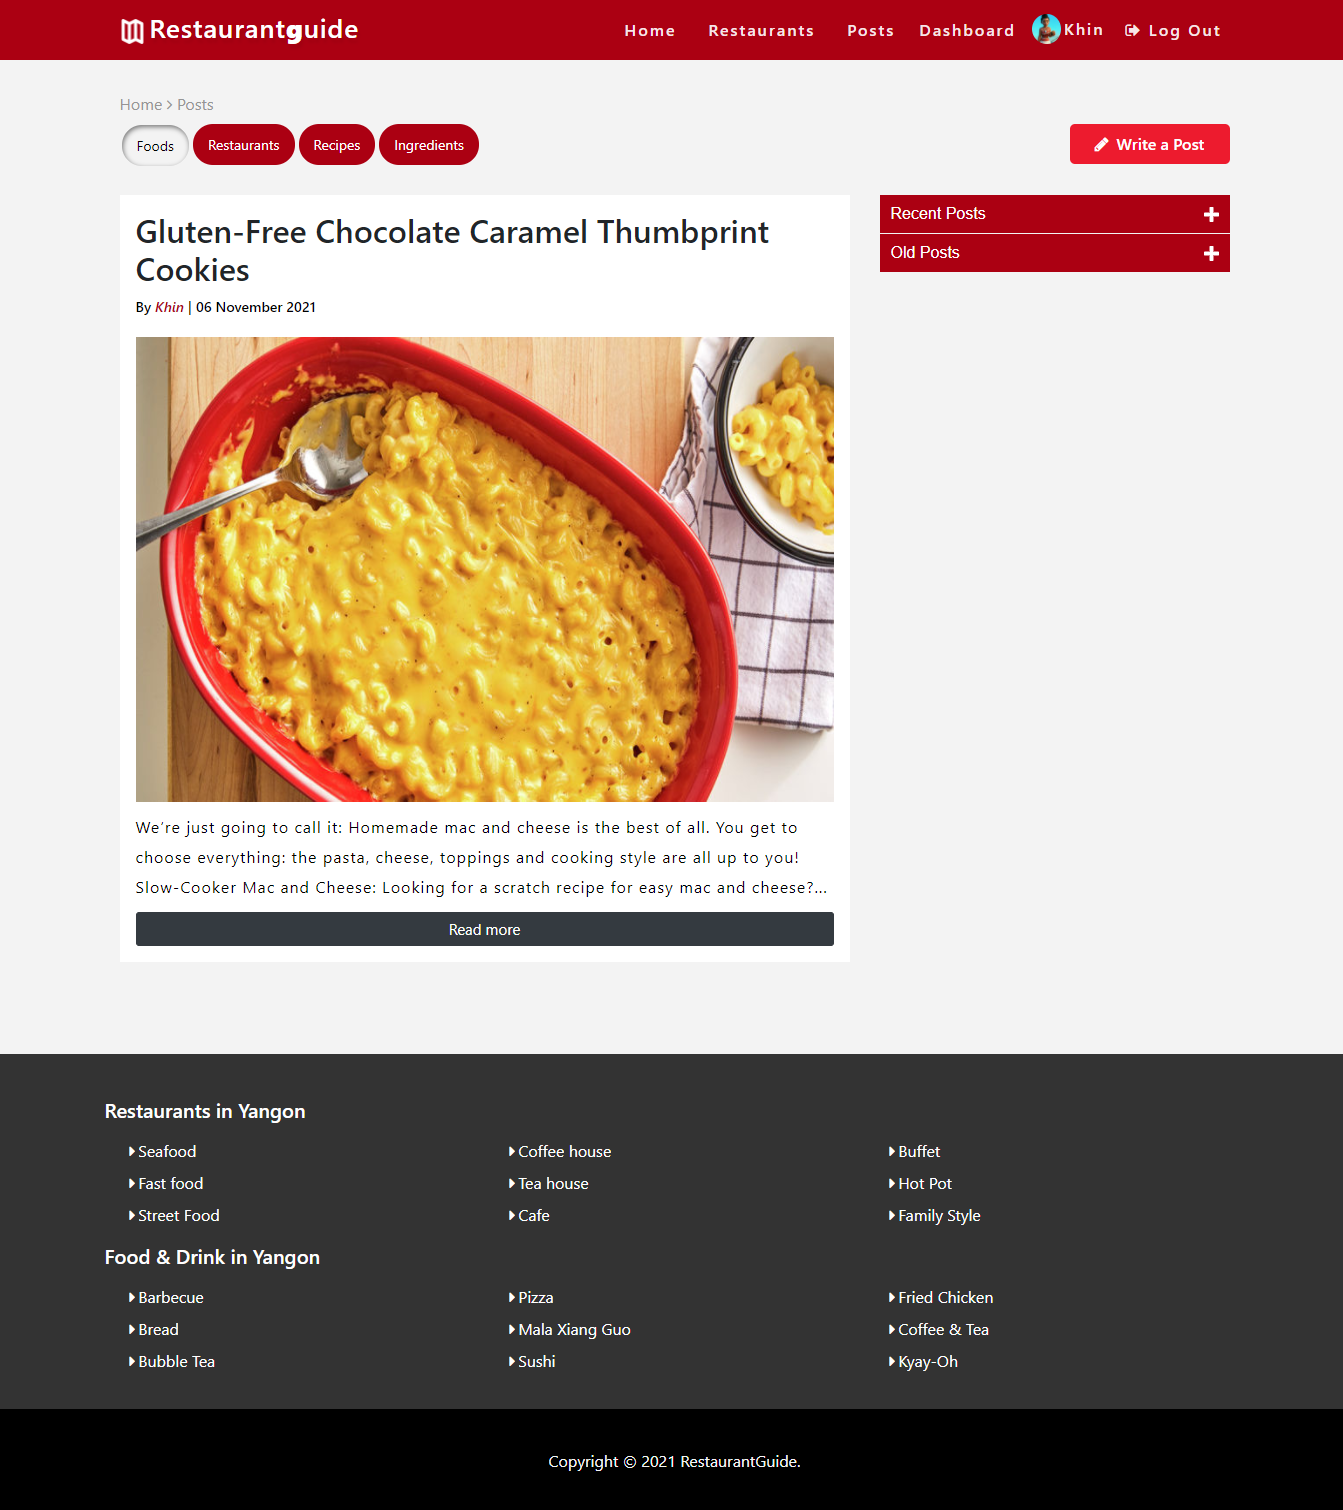 Restaurantguide
Home Restaurants Posts Dashboard Khin Log Out
Home > Posts
Foods Restaurants Recipes Ingredients
Write a Post
Gluten-Free Chocolate Caramel Thumbprint
Cookies
By Khin | 06 November 2021
We’re just going to call it: Homemade mac and cheese is the best of all. You get to
choose everything: the pasta, cheese, toppings and cooking style are all up to you!
Slow-Cooker Mac and Cheese: Looking for a scratch recipe for easy mac and cheese?...
Read more
Recent Posts
Old Posts
Restaurants in Yangon
Seafood Coffee house Buffet
Fast food Tea house Hot Pot
Street Food Cafe Family Style
Food & Drink in Yangon
Barbecue Pizza Fried Chicken
Bread Mala Xiang Guo Coffee & Tea
Bubble Tea Sushi Kyay-Oh
Copyright © 2021 RestaurantGuide.